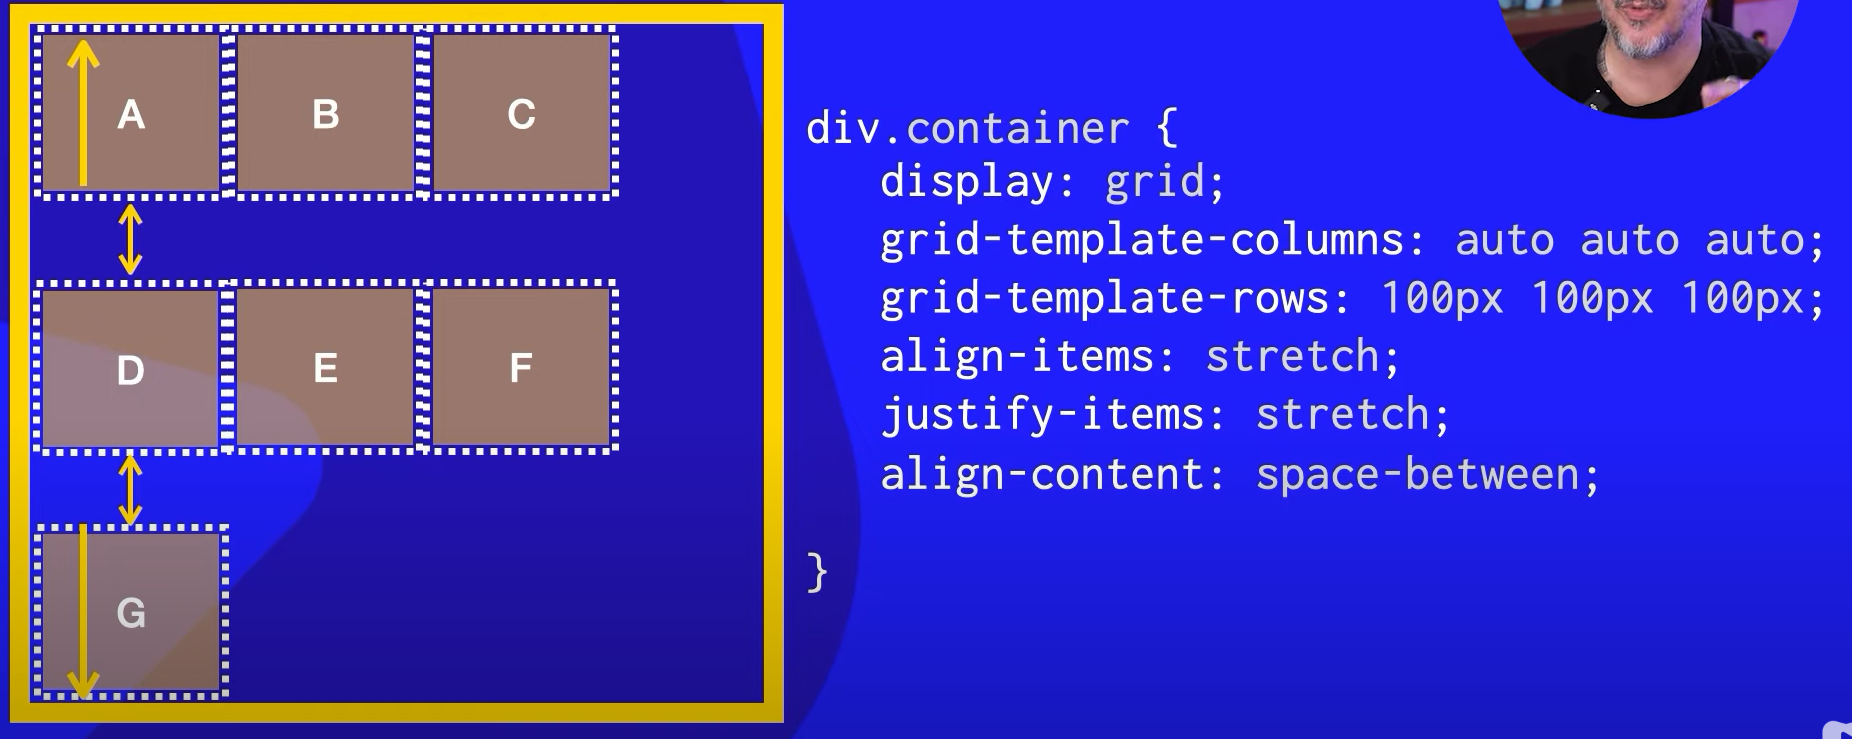 A B C
D E F
G
div.container {
display: grid;
grid-template-columns: auto auto auto;
grid-template-rows: 100px 100px 100px;
align-items: stretch;
justify-items: stretch;
align-content: space-between;
}